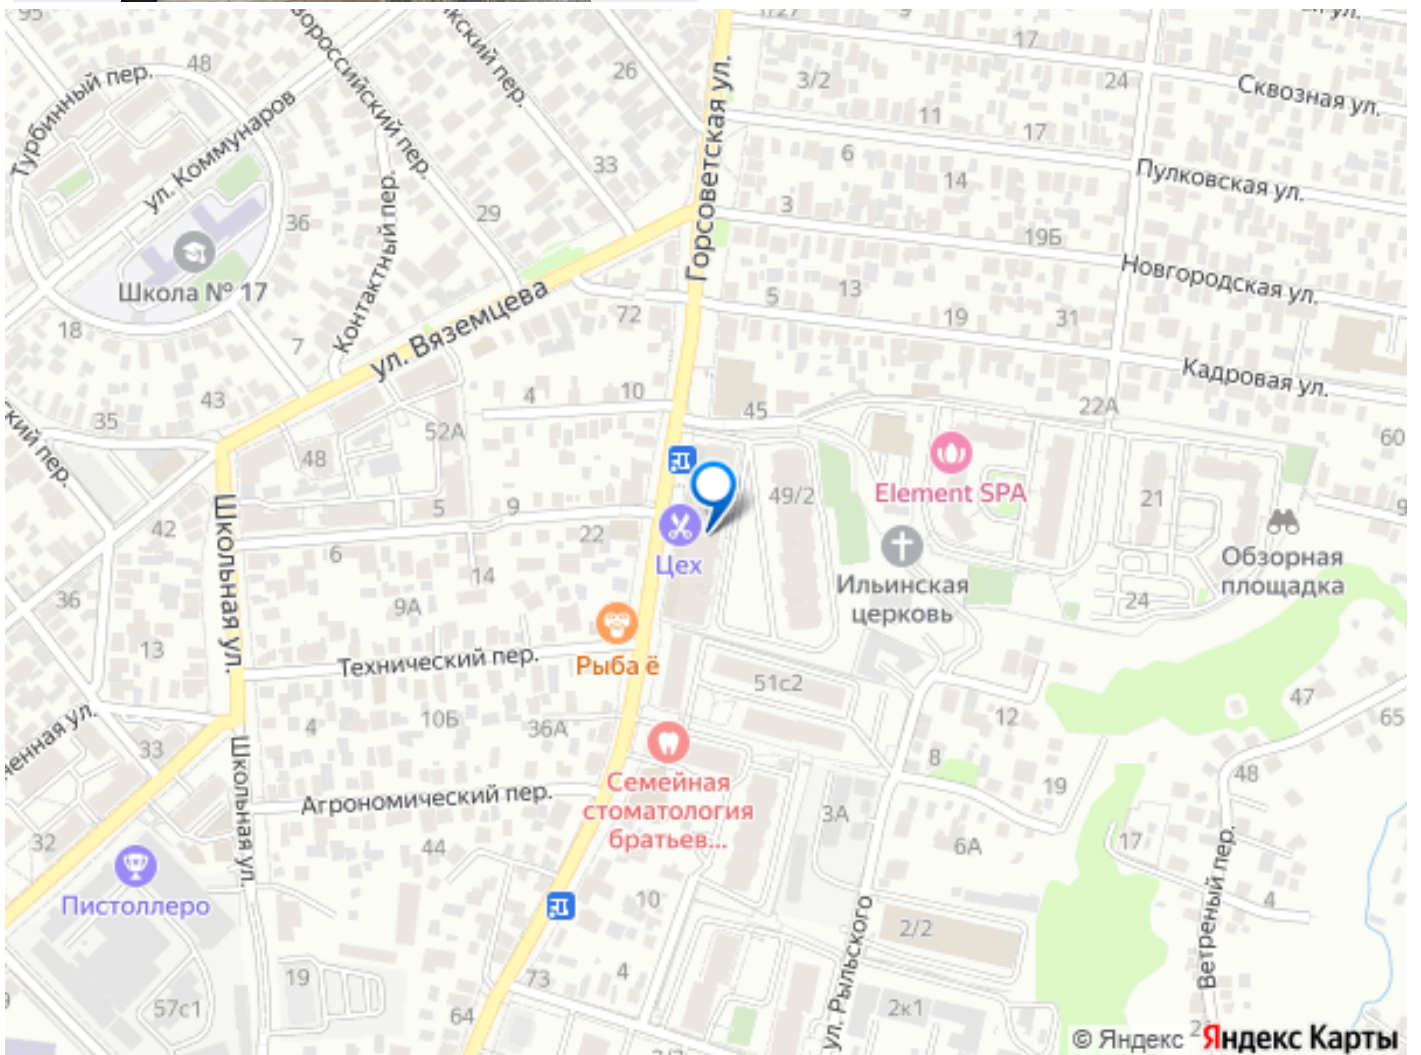 95
48
Турбинный пер.
ул. Коммунаров
26
33
3/2
17
24
Сквозная ул.
11
17
6
14
Пулковская ул.
Горсоветская ул.
3
19Б
Новгородская ул.
36
29
Контактный пер.
Школа № 17
18
7
ул. Вяземцева
72
5
13
19
31
Кадровая ул.
43
35
4
10
45
22А
60
52А
48
Element SPA
49/2
21
42
5
9
22
6
14
Цех
Школьная ул.
Ильинская
церковь
Обзорная
площадка
36
9А
24
13
Рыба ё
Технический пер.
51с2
47
65
4
10Б
36А
12
33
8
19
48
Школьная ул.
Агрономический пер.
Семейная
стоматология
братьев...
3А
17
6А
32
44
Пистоллеро
10
4
Ветреный пер.
2/2
ул. Рыльского
19
73
4
57с1
64
2к1
© Яндекс
Яндекс Карты